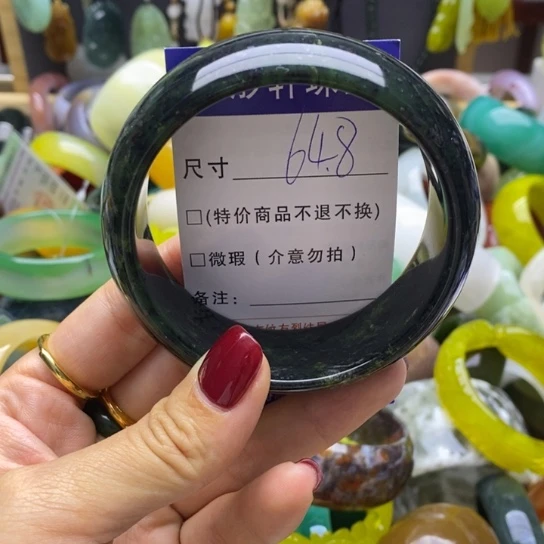 尺寸 64.8
□(特价商品不退不换)
□微瑕(介意勿拍)
备注: